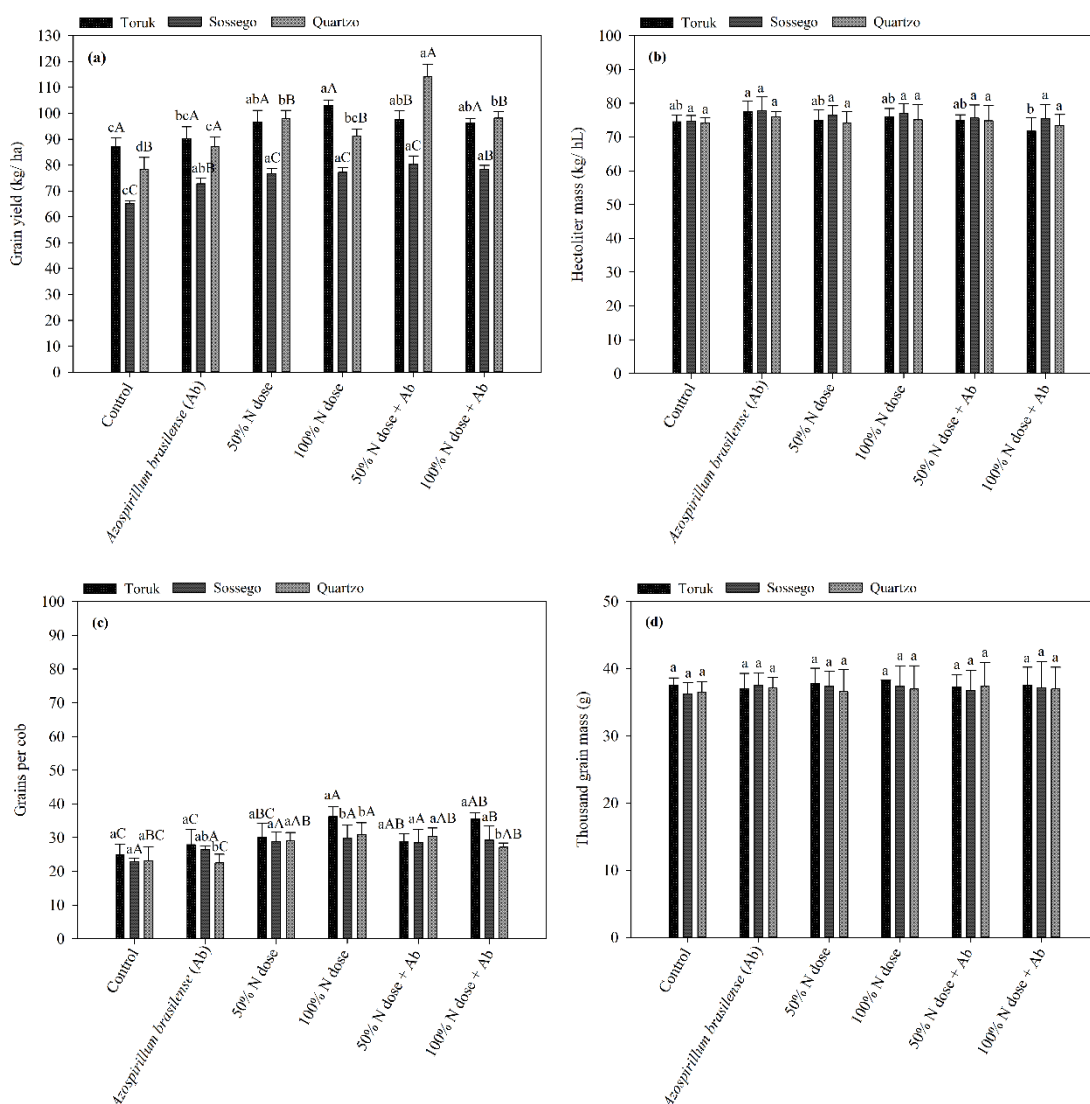 Toruk Sossego Quartzo
(a)
Grain yield (kg/ ha)
130
120
110
100
90
80
70
60
50
40
30
20
10
0
cA cC dB
bcA abB cA
abA aC bB
aA aC bcB
abB aC aA
abA aB bB
Control
Azospirillum brasilense (Ab)
50% N dose
100% N dose
50% N dose + Ab
100% N dose + Ab
Toruk Sossego Quartzo
(b)
Hectoliter mass (kg/ hL)
100
90
80
70
60
50
40
30
20
10
0
ab a a
a a a
ab a a
ab a a
ab a a
b a a
Control
Azospirillum brasilense (Ab)
50% N dose
100% N dose
50% N dose + Ab
100% N dose + Ab
Toruk Sossego Quartzo
(c)
Grains per cob
100
90
80
70
60
50
40
30
20
10
0
aC aA aBC
aC abA bC
aBC aA aAB
aA bA bA
aAB aA aAB
aAB aB bAB
Control
Azospirillum brasilense (Ab)
50% N dose
100% N dose
50% N dose + Ab
100% N dose + Ab
Toruk Sossego Quartzo
(d)
Thousand grain mass (g)
50
40
30
20
10
0
a a a
a a a
a a a
a a a
a a a
a a a
Control
Azospirillum brasilense (Ab)
50% N dose
100% N dose
50% N dose + Ab
100% N dose + Ab